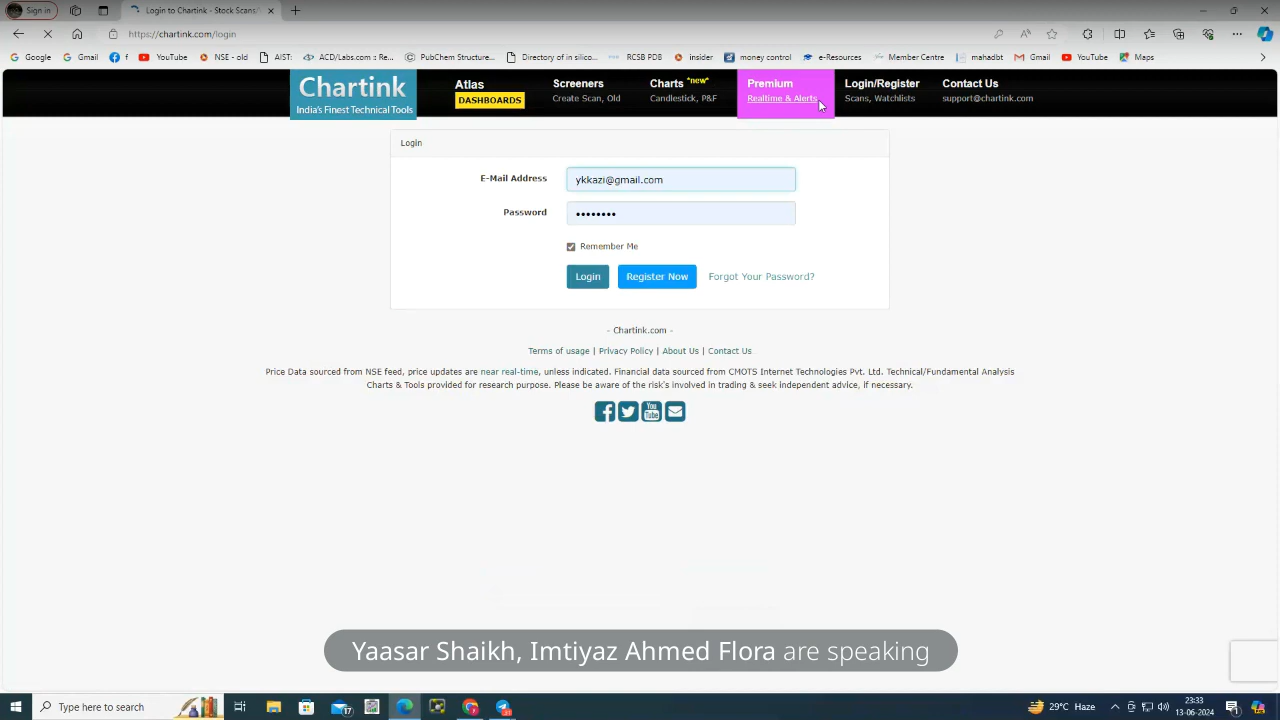 Sign in
Login to Chartink - Stock Scans/
https://chartink.com/login
Google Gmail f YouTube NSE - old AIST: ACD/Labs.com :: Res... PubChem Structure... Directory of in silico... RCSB PDB insider money control e-Resources Member Centre mahadbt Gmail YouTube Maps
Chartink
India's Finest Technical Tools
Atlas
DASHBOARDS
Screeners
Create Scan, Old
Charts *new*
Candlestick, P&F
Premium
Realtime & Alerts
Login/Register
Scans, Watchlists
Contact Us
support@chartink.com
Login
E-Mail Address
ykkazi@gmail.com
Password
Remember Me
Login Register Now Forgot Your Password?
- Chartink.com -
Terms of usage | Privacy Policy | About Us | Contact Us
Price Data sourced from NSE feed, price updates are near real-time, unless indicated. Financial data sourced from CMOTS Internet Technologies Pvt. Ltd. Technical/Fundamental Analysis
Charts & Tools provided for research purpose. Please be aware of the risk's involved in trading & seek independent advice, if necessary.
You
Tube
Yaasar Shaikh, Imtiyaz Ahmed Flora are speaking
Type here to search
29°C Haze
23:33
13-06-2024